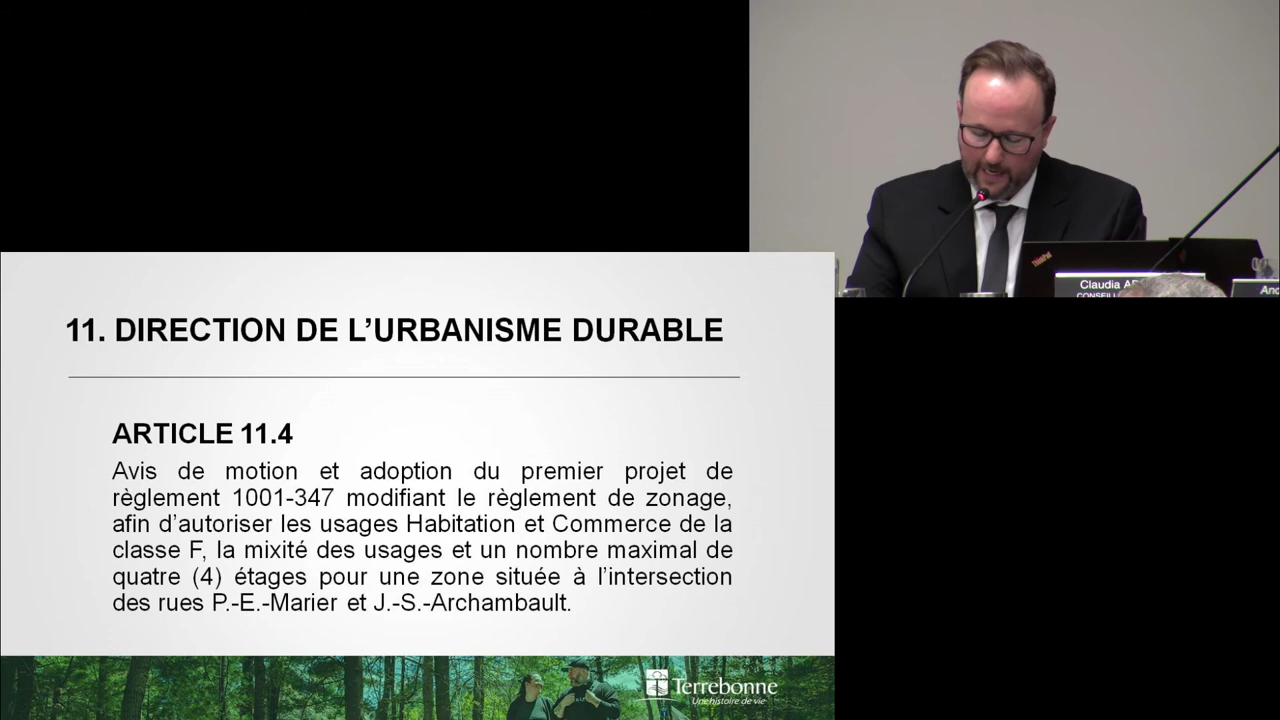 ThinkPad
Claudia
11. DIRECTION DE L’URBANISME DURABLE
ARTICLE 11.4
Avis de motion et adoption du premier projet de
règlement 1001-347 modifiant le règlement de zonage,
afin d’autoriser les usages Habitation et Commerce de la
classe F, la mixité des usages et un nombre maximal de
quatre (4) étages pour une zone située à l’intersection
des rues P.-E.-Marier et J.-S.-Archambault.
Terrebonne
Une histoire de vie